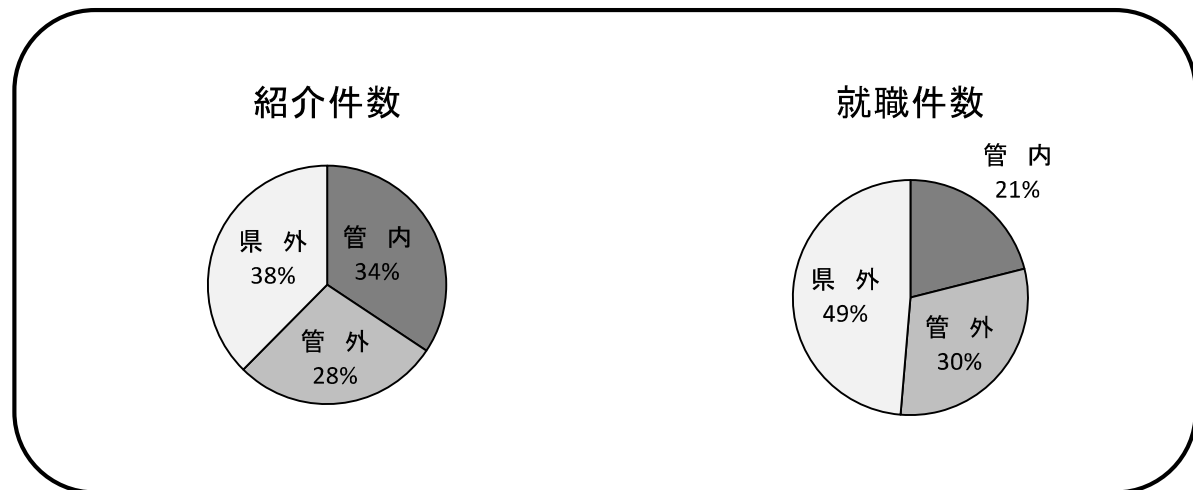 紹介件数
県 外
38%
管 内
34%
管 外
28%
就職件数
管 内
21%
県 外
49%
管 外
30%